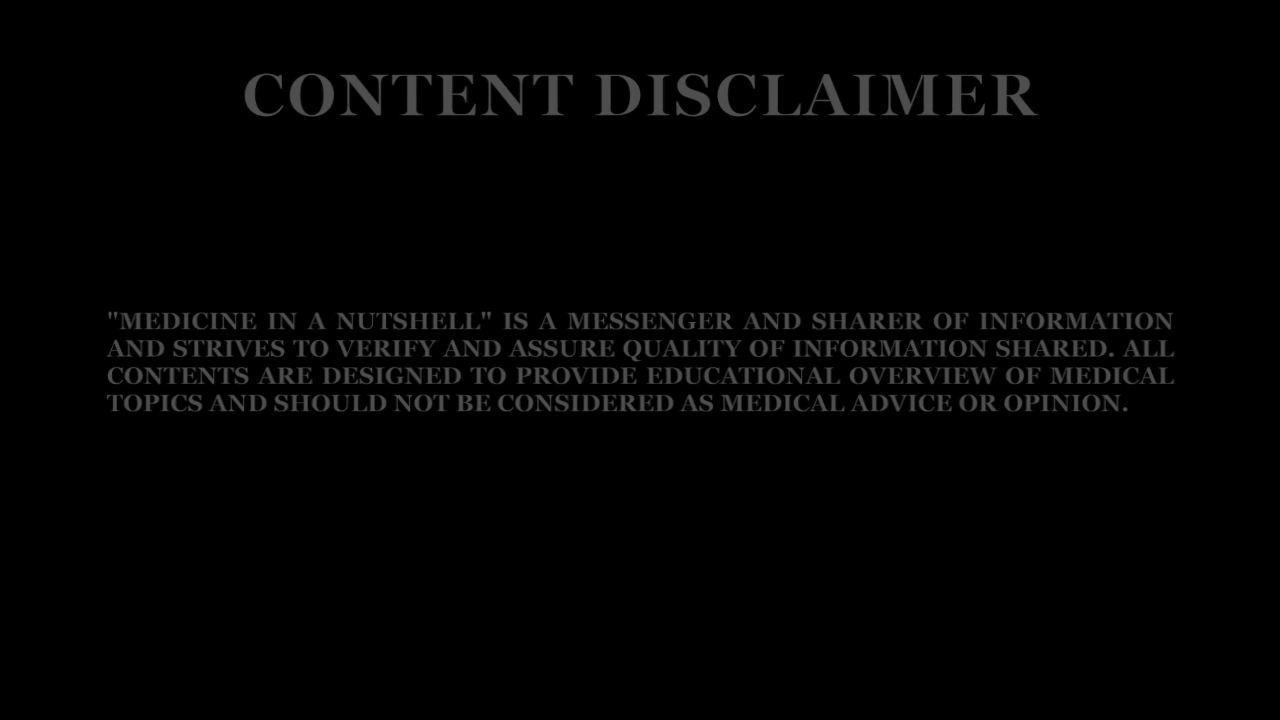 CONTENT DISCLAIMER
"MEDICINE IN A NUTSHELL" IS A MESSENGER AND SHARER OF INFORMATION
AND STRIVES TO VERIFY AND ASSURE QUALITY OF INFORMATION SHARED. ALL
CONTENTS ARE DESIGNED TO PROVIDE EDUCATIONAL OVERVIEW OF MEDICAL
TOPICS AND SHOULD NOT BE CONSIDERED AS MEDICAL ADVICE OR OPINION.